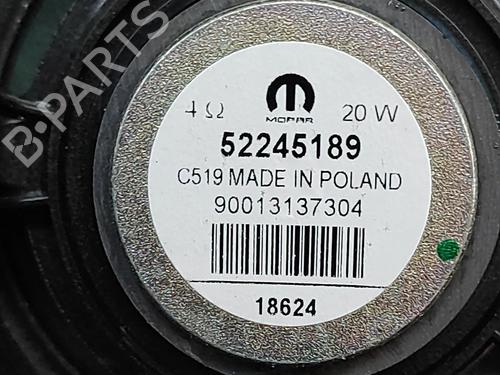 B-PARTS
4 Ω 20 W
MOPAR
52245189
C519 MADE IN POLAND
90013137304
18624